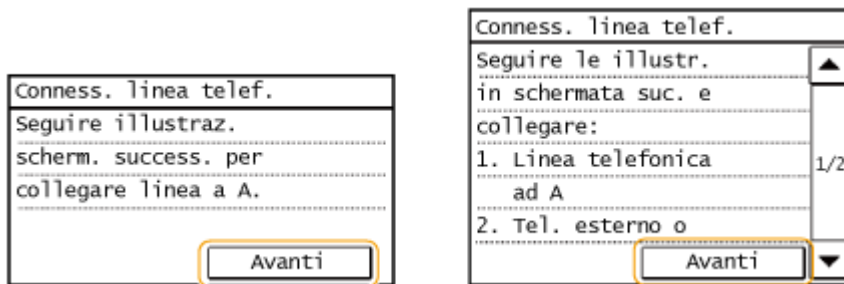 Conness. linea telef.
Seguire illustraz.
scherm. success. per
collegare linea a A.
Avanti
Conness. linea telef.
Seguire le illustr.
in schermata suc. e
collegare:
1. Linea telefonica
ad A
2. Tel. esterno o
1/2
Avanti